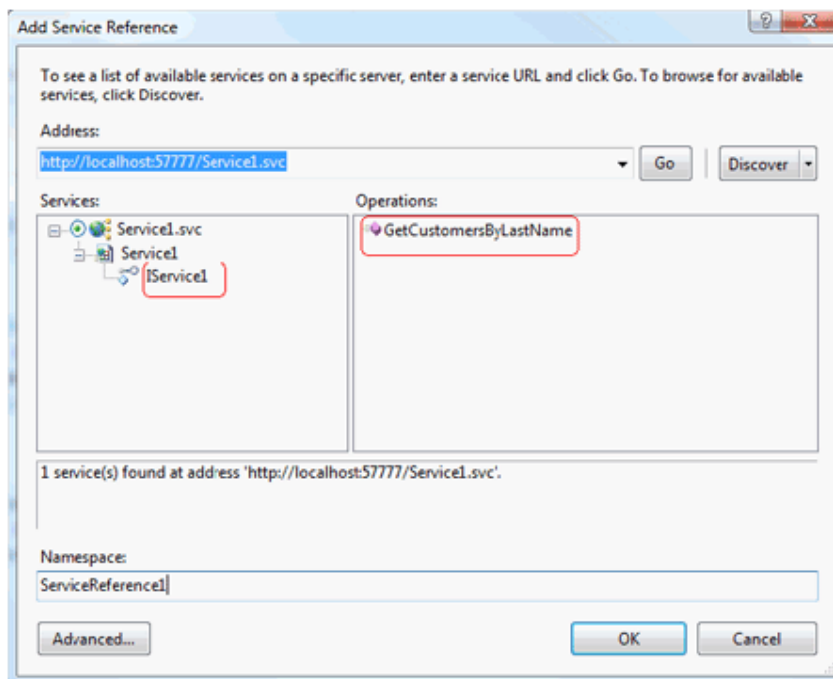 Add Service Reference
To see a list of available services on a specific server, enter a service URL and click Go. To browse for available
services, click Discover.
Address:
http://localhost:57777/Service1.svc
Go
Discover
Services:
Operations:
Service1.svc
Service1
IService1
GetCustomersByLastName
1 service(s) found at address 'http://localhost:57777/Service1.svc'.
Namespace:
ServiceReference1
Advanced...
OK
Cancel